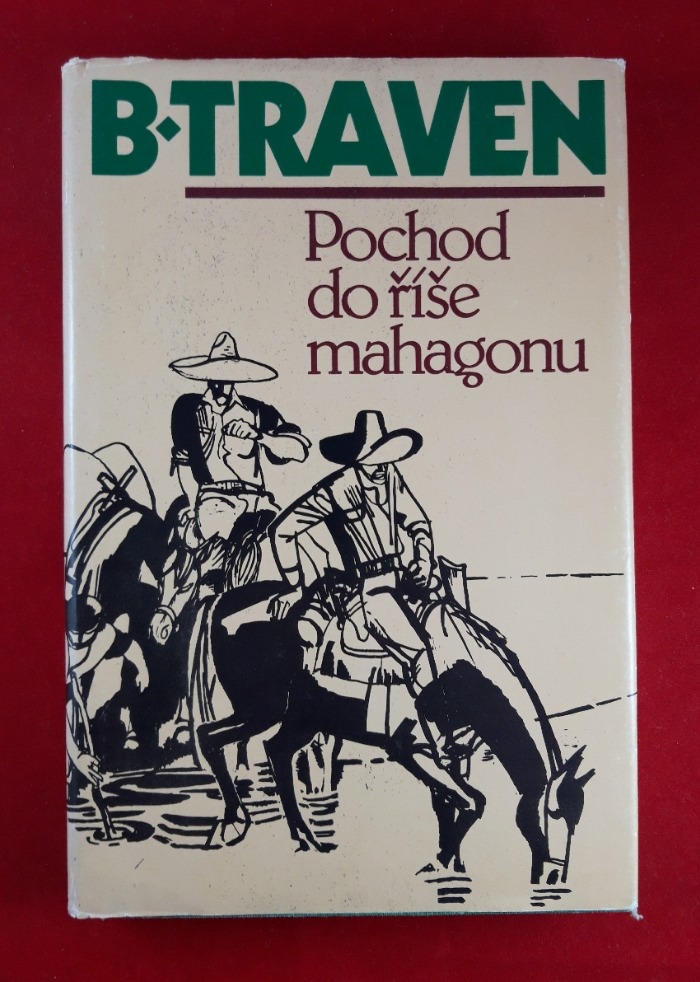 B·TRAVEN
Pochod
do říše
mahagonu